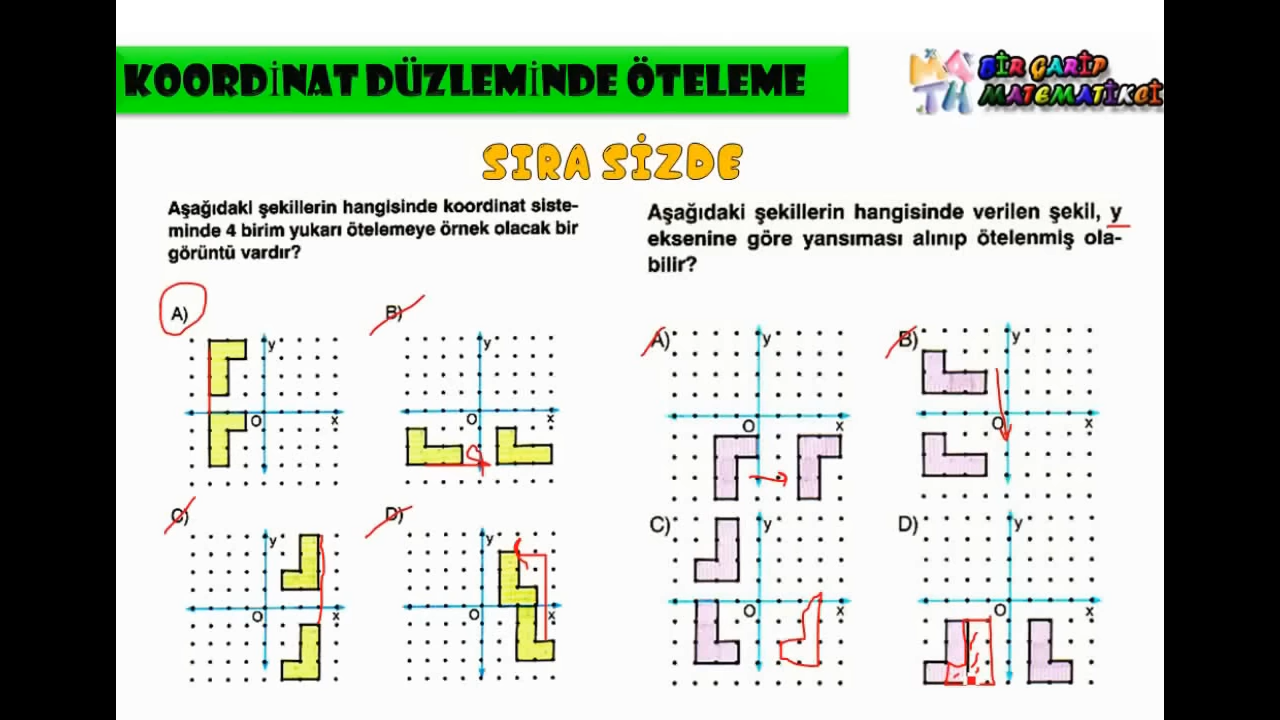 KOORDİNAT DÜZLEMİNDE ÖTELEME
MATH
BİR GARİP
MATEMATİKÇİ
SIRA SİZDE
Aşağıdaki şekillerin hangisinde koordinat siste-
minde 4 birim yukarı ötelemeye örnek olacak bir
görüntü vardır?
A)
B)
y
O
x
y
O
x
C)
D)
y
O
x
y
O
x
Aşağıdaki şekillerin hangisinde verilen şekil, y
eksenine göre yansıması alınıp ötelenmiş ola-
bilir?
A)
B)
y
O
x
y
O
x
C)
D)
y
O
x
y
O
x